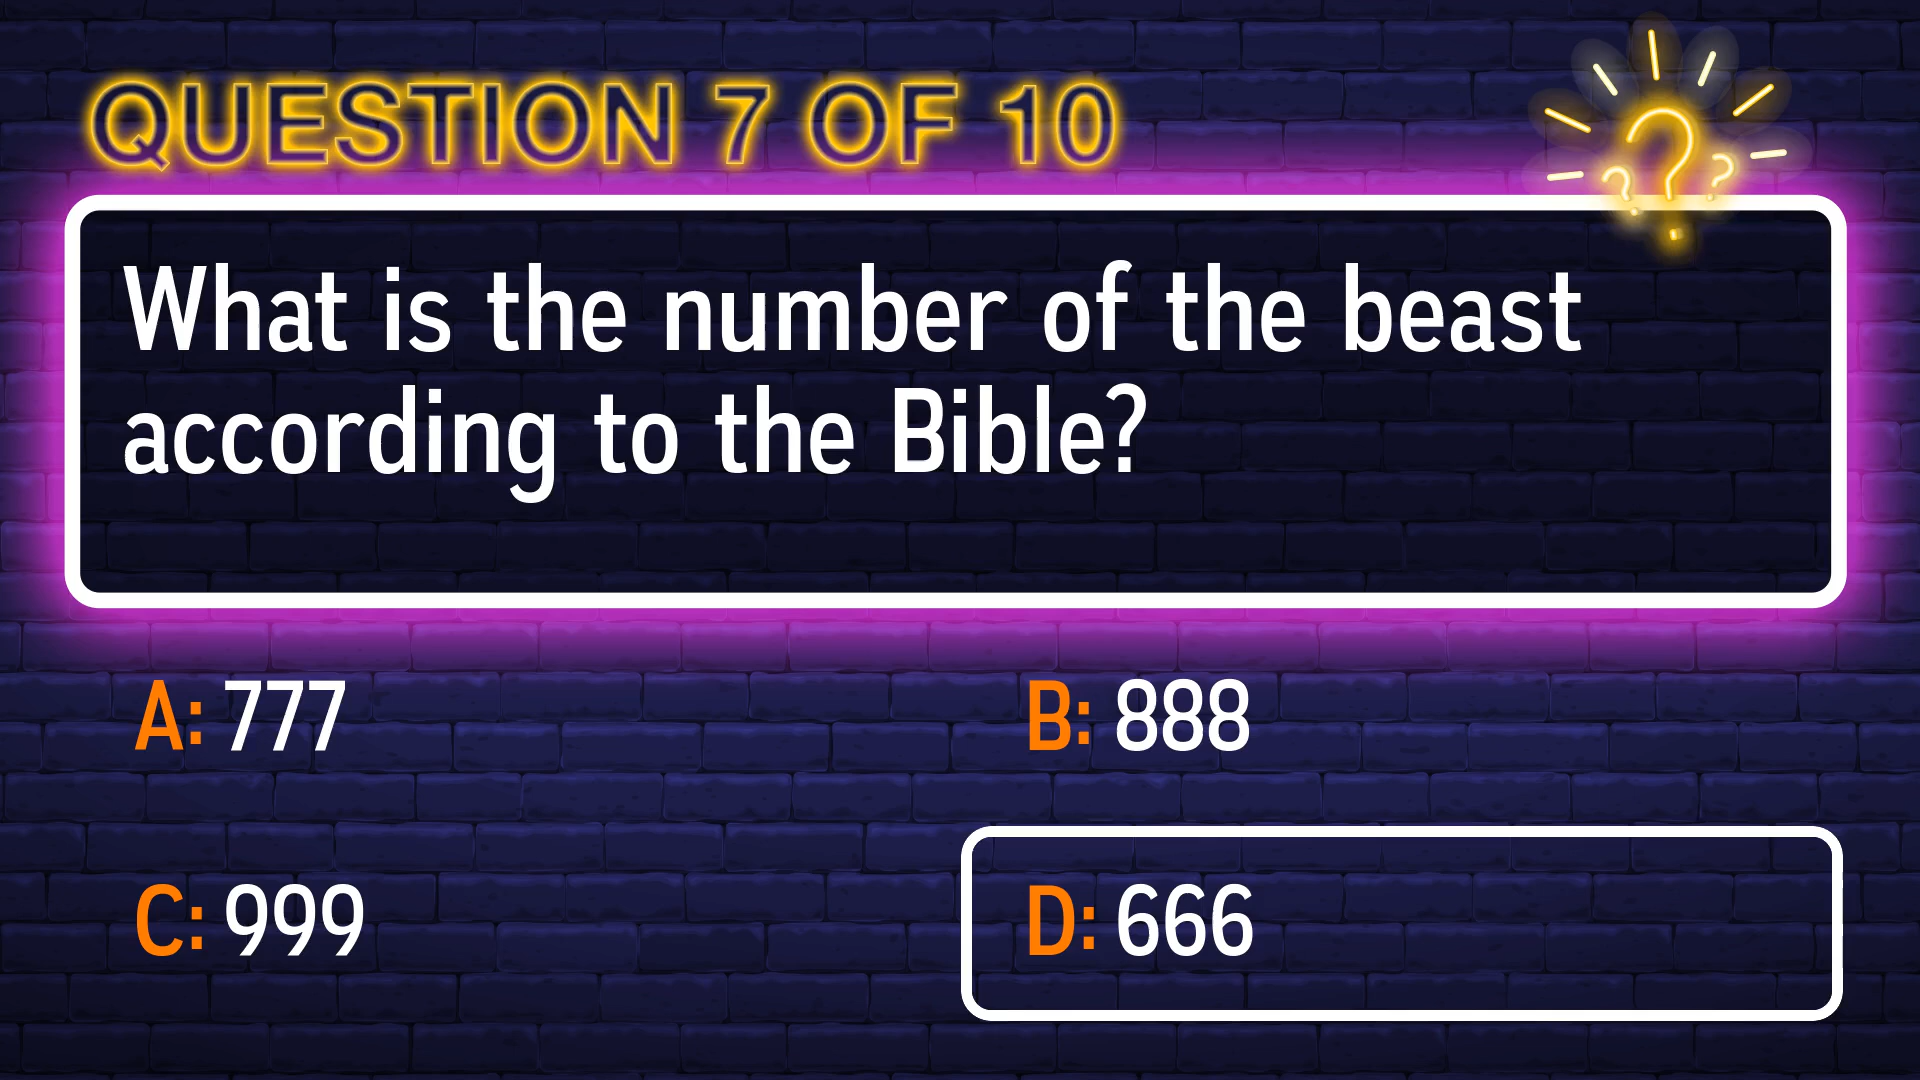 QUESTION 7 OF 10
What is the number of the beast
according to the Bible?
A: 777
B: 888
C: 999
D: 666